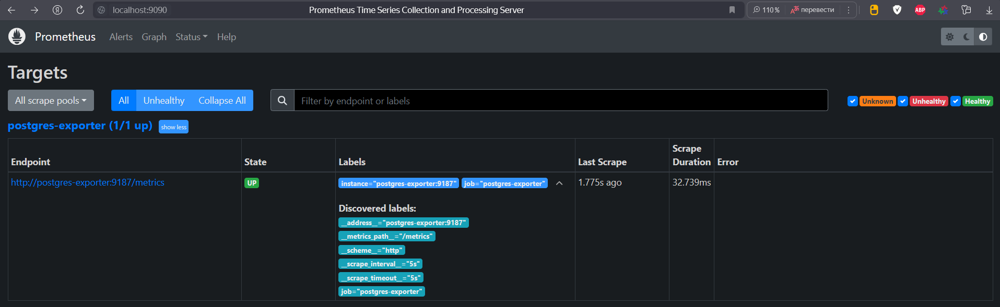 Я localhost:9090 Prometheus Time Series Collection and Processing Server 110% перевести ABP
Prometheus Alerts Graph Status Help
Targets
All scrape pools All Unhealthy Collapse All Filter by endpoint or labels Unknown Unhealthy Healthy
postgres-exporter (1/1 up) show less
Endpoint State Labels Last Scrape Scrape Duration Error
http://postgres-exporter:9187/metrics UP instance="postgres-exporter:9187" job="postgres-exporter" 1.775s ago 32.739ms
Discovered labels:
__address__="postgres-exporter:9187"
__metrics_path__="/metrics"
__scheme__="http"
__scrape_interval__="5s"
__scrape_timeout__="5s"
job="postgres-exporter"